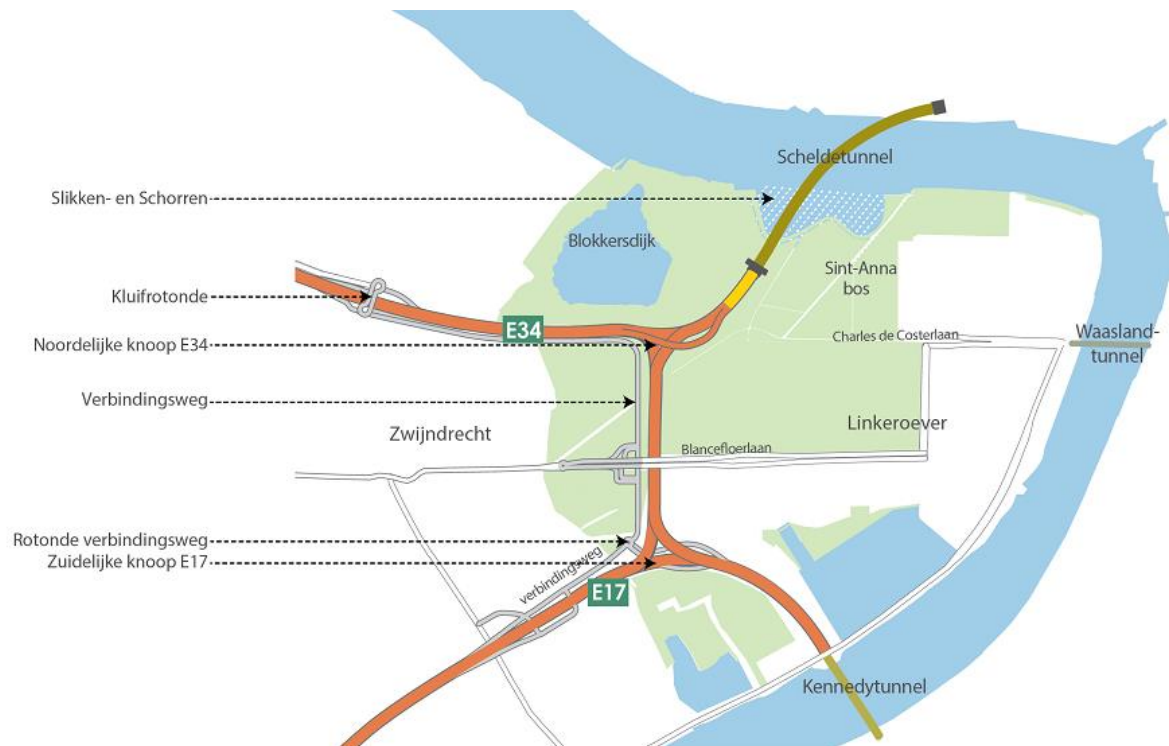 Scheldetunnel
Slikken- en Schorren
Blokkersdijk
Sint-Anna
bos
Kluifrotonde
E34
Charles de Costerlaan
Waasland-
tunnel
Noordelijke knoop E34
Verbindingsweg
Zwijndrecht
Linkeroever
Blancefloerlaan
Rotonde verbindingsweg
Zuidelijke knoop E17
verbindingsweg
E17
Kennedytunnel